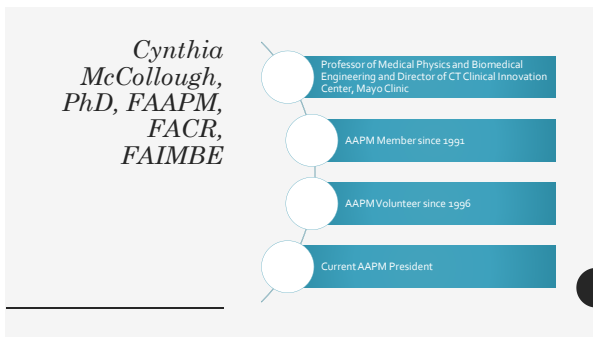 Cynthia
McCollough,
PhD, FAAPM,
FACR,
FAIMBE
Professor of Medical Physics and Biomedical
Engineering and Director of CT Clinical Innovation
Center, Mayo Clinic
AAPM Member since 1991
AAPM Volunteer since 1996
Current AAPM President